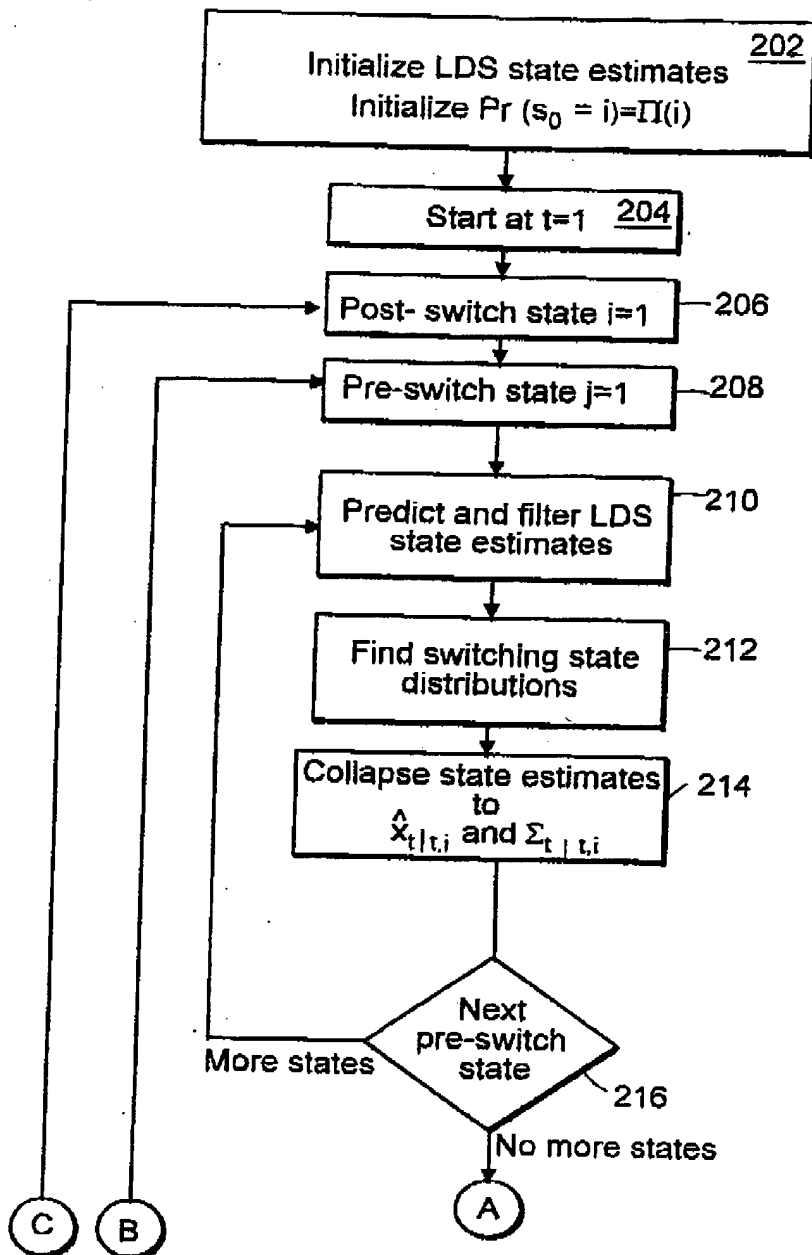 202
Initialize LDS state estimates
Initialize Pr (s₀ = i)=Π(i)
Start at t=1 204
Post- switch state i=1 206
Pre-switch state j=1 208
Predict and filter LDS 210
state estimates
Find switching state 212
distributions
Collapse state estimates 214
to
x̂ₜ|ₜ,ᵢ and Σₜ|ₜ,ᵢ
Next
pre-switch
state
More states
216
No more states
C B A